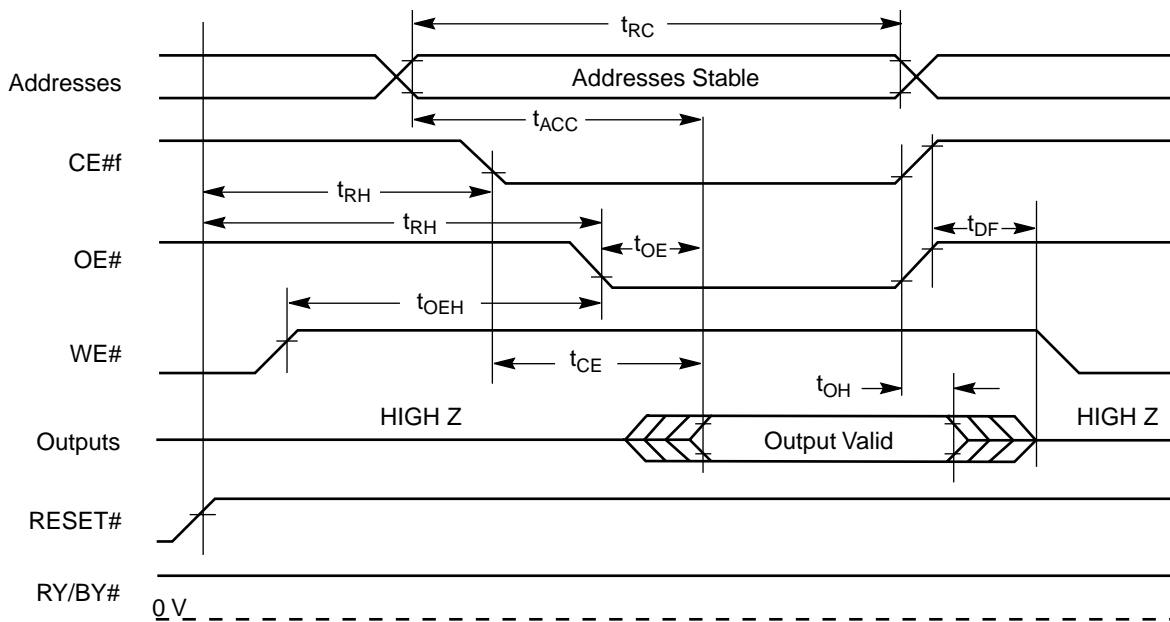 tRC
Addresses
Addresses Stable
tACC
CE#f
tRH
tRH
tDF
OE#
tOE
tOEH
WE#
tCE
tOH
HIGH Z
HIGH Z
Outputs
Output Valid
RESET#
RY/BY#
0 V